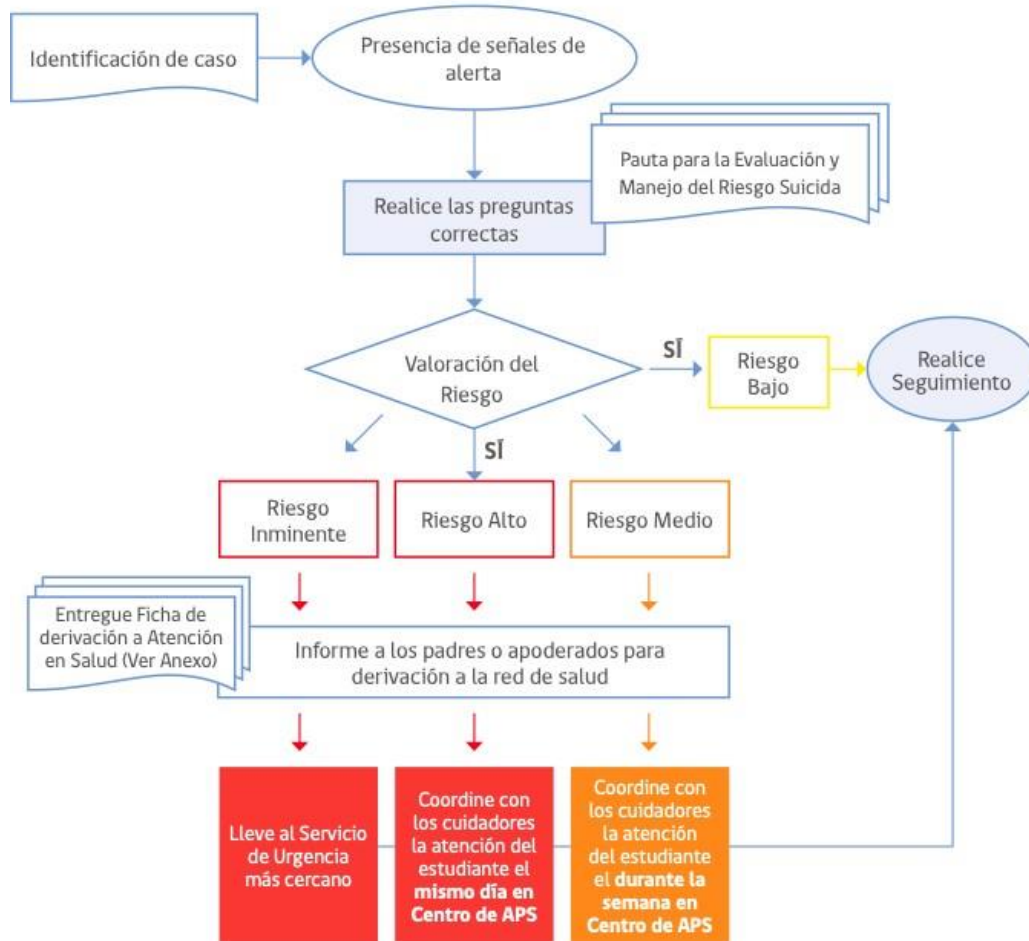 Identificación de caso
Presencia de señales de
alerta
Pauta para la Evaluación y
Manejo del Riesgo Suicida
Realice las preguntas
correctas
Valoración del
Riesgo
SÍ
Riesgo
Bajo
Realice
Seguimiento
SÍ
Riesgo
Inminente
Riesgo Alto
Riesgo Medio
Entregue Ficha de
derivación a Atención
en Salud (Ver Anexo)
Informe a los padres o apoderados para
derivación a la red de salud
Lleve al Servicio
de Urgencia
más cercano
Coordine con
los cuidadores
la atención del
estudiante el
mismo día en
Centro de APS
Coordine con
los cuidadores
la atención
del estudiante
el durante la
semana en
Centro de APS